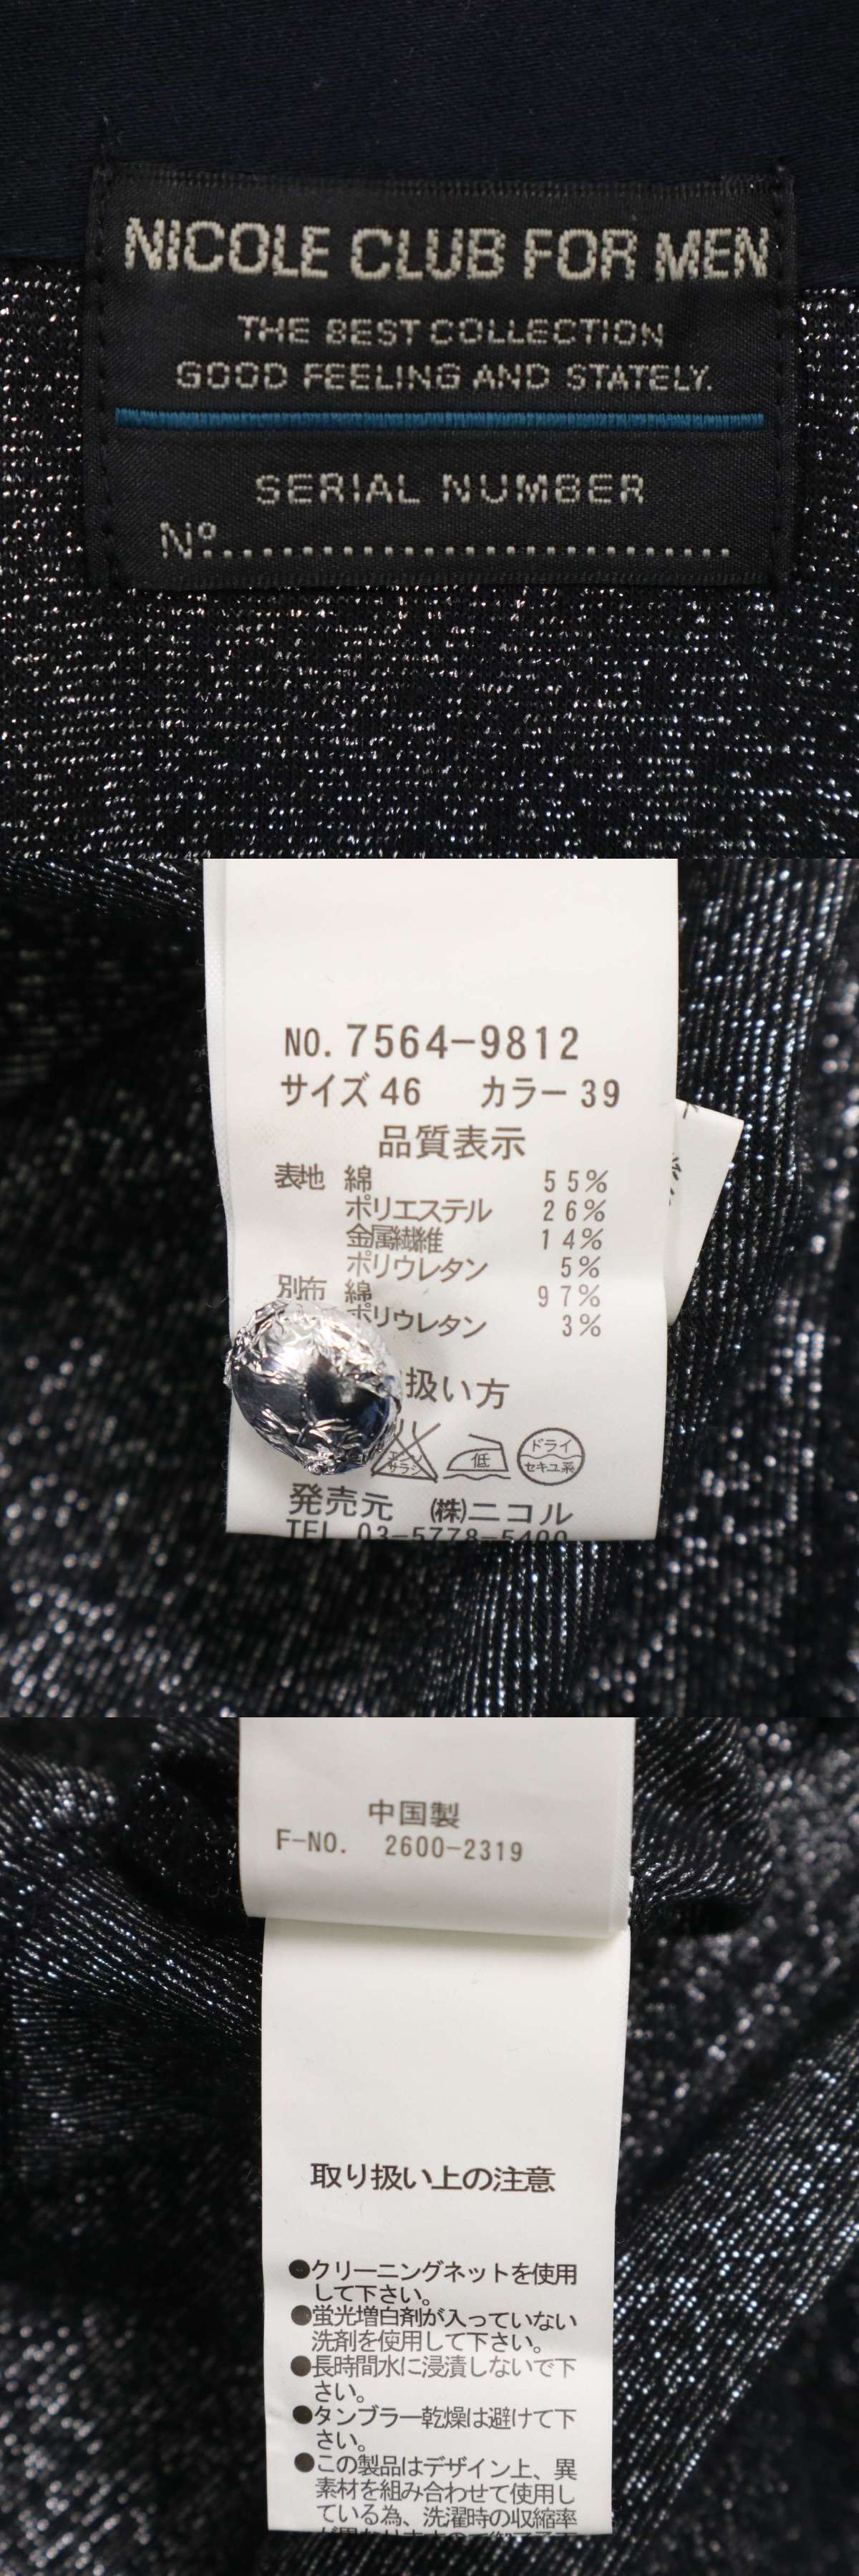 NICOLE CLUB FOR MEN
THE BEST COLLECTION
GOOD FEELING AND STATELY.
SERIAL NUMBER
Nº...........................
NO. 7564-9812
サイズ 46 カラー 39
品質表示
表地 綿 55%
ポリエステル 26%
金属繊維 14%
ポリウレタン 5%
別布 綿 97%
ポリウレタン 3%
扱い方
エンソサラシ 低 ドライ セキユ系
発売元 (株)ニコル
TEL 03-5778-5400
中国製
F-NO. 2600-2319
取り扱い上の注意
●クリーニングネットを使用
して下さい。
●蛍光増白剤が入っていない
洗剤を使用して下さい。
●長時間水に浸漬しないで下
さい。
●タンブラー乾燥は避けて下
さい。
●この製品はデザイン上、異
素材を組み合わせて使用し
ている為、洗濯時の収縮率